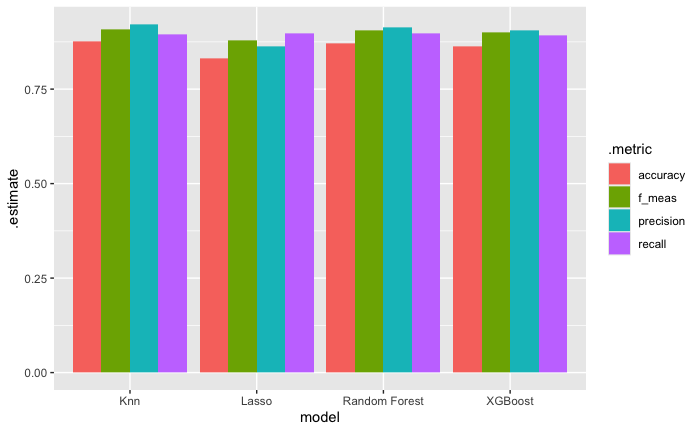 .estimate
0.75
0.50
0.25
0.00
Knn
Lasso
Random Forest
XGBoost
model
.metric
accuracy
f_meas
precision
recall